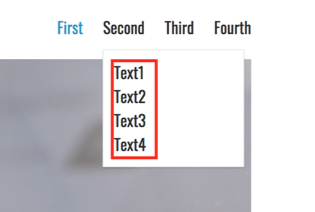 First Second Third Fourth
Text1
Text2
Text3
Text4